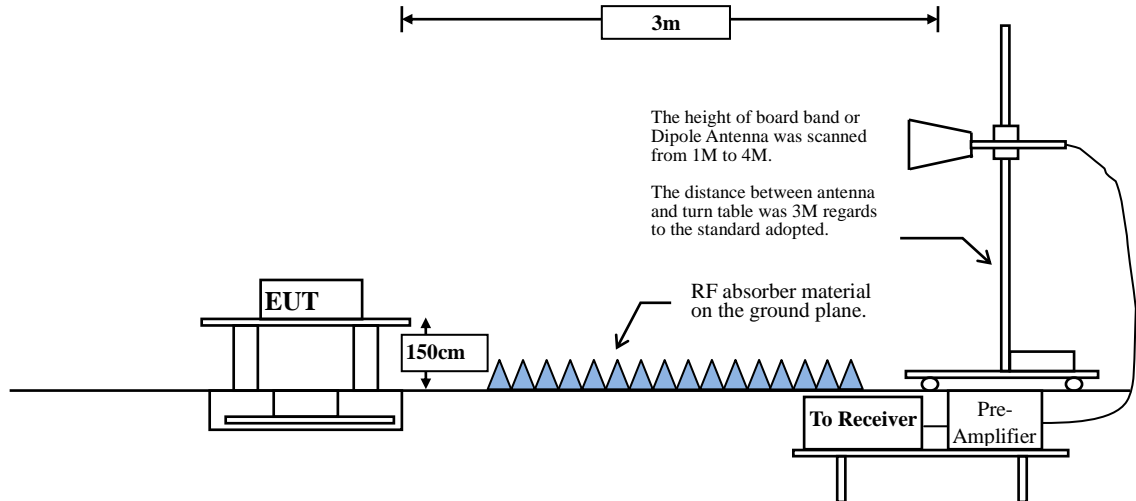 3m
The height of board band or
Dipole Antenna was scanned
from 1M to 4M.
The distance between antenna
and turn table was 3M regards
to the standard adopted.
RF absorber material
on the ground plane.
EUT
150cm
To Receiver
Pre-
Amplifier